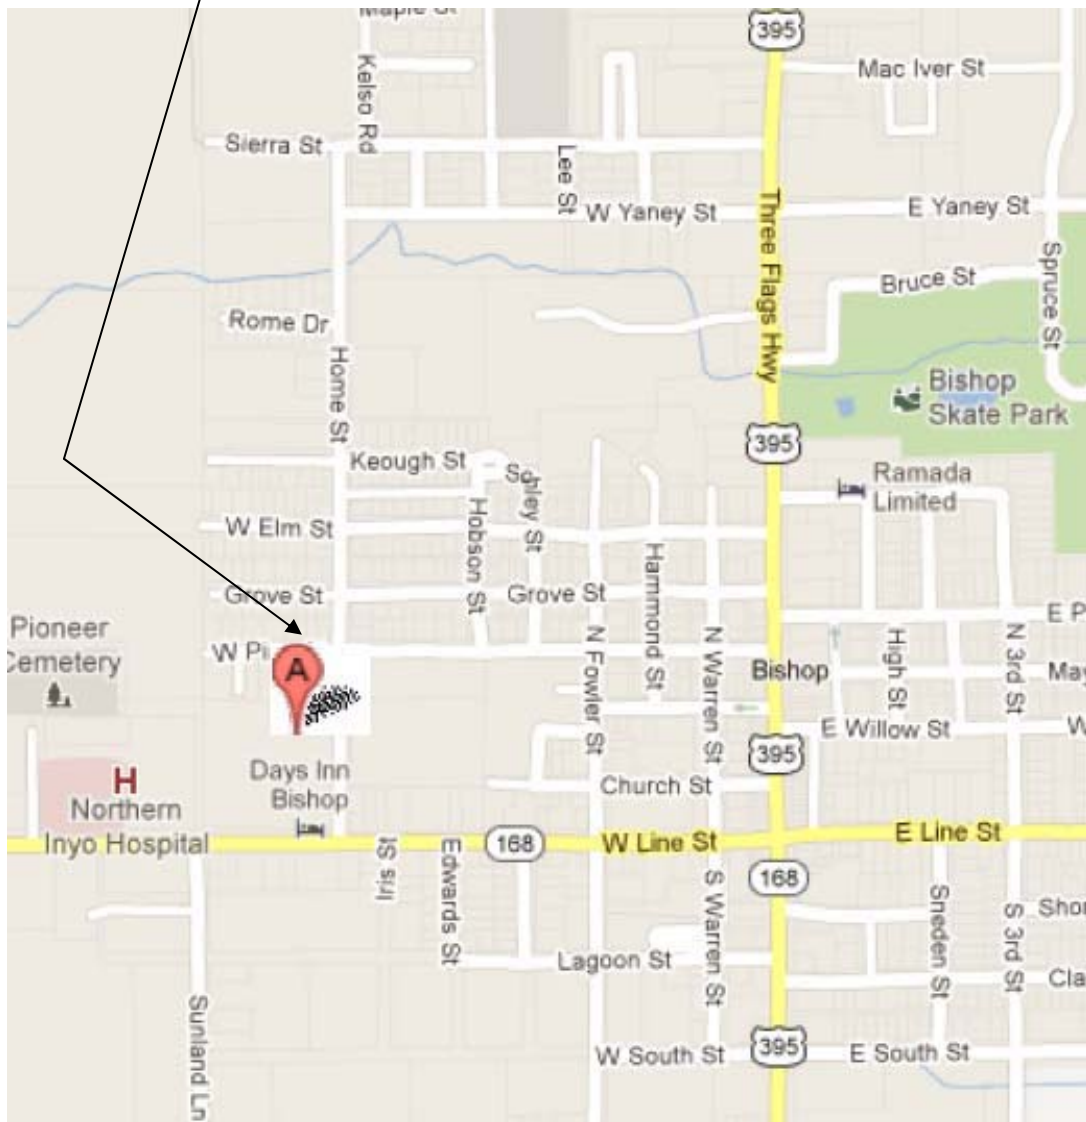 395
Mac Iver St
Kelso Rd
Sierra St
Lee St
W Yaney St
E Yaney St
Three Flags Hwy
Spruce St
Bruce St
Rome Dr
Home St
Bishop
Skate Park
395
Keough St
Ramada
Limited
W Elm St
Hobson St
Hammond St
Grove St
Grove St
Pioneer
Cemetery
W Pi
A
N Fowler St
N Warren St
Bishop
High St
N 3rd St
E P
May
E Willow St
W
395
Days Inn
Bishop
H
Northern
Inyo Hospital
Church St
168
W Line St
E Line St
Iris St
Edwards St
168
S Warren St
Sneden St
S 3rd St
Shor
Lagoon St
Cla
Sunland Ln
W South St
395
E South St